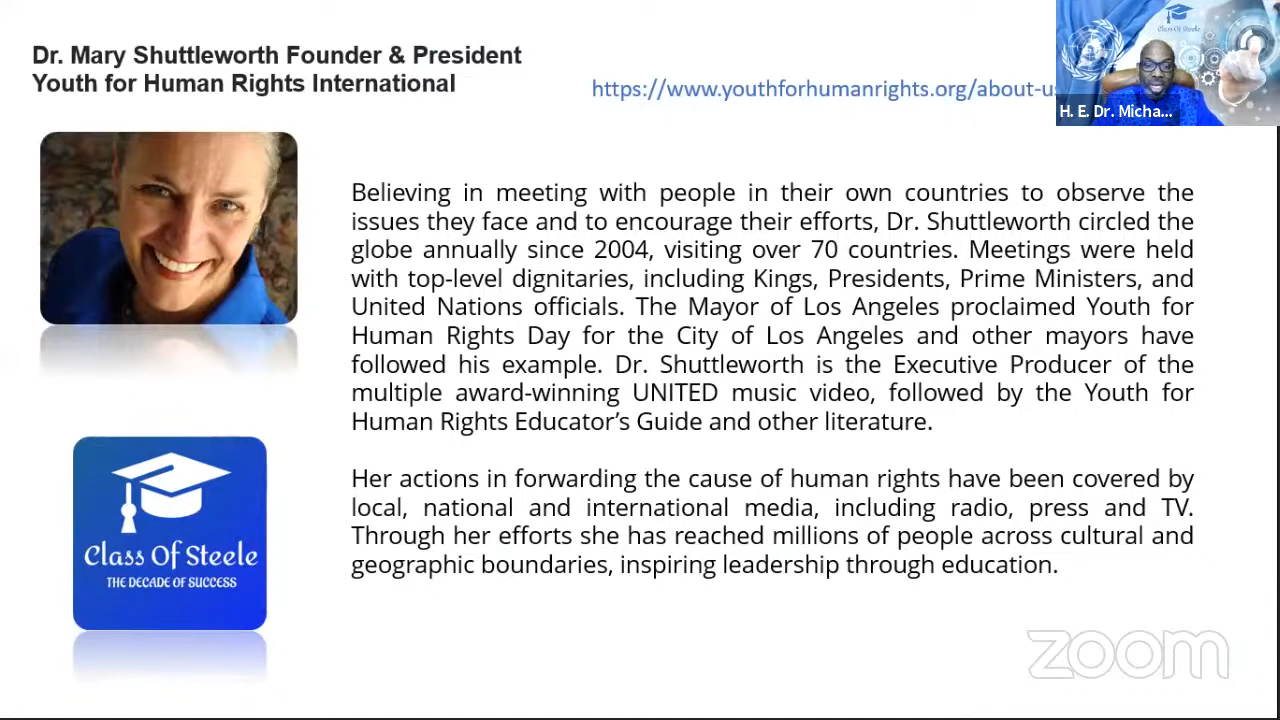 Dr. Mary Shuttleworth Founder & President
Youth for Human Rights International
https://www.youthforhumanrights.org/about-us
Class Of Steele
H. E. Dr. Micha...
Believing in meeting with people in their own countries to observe the
issues they face and to encourage their efforts, Dr. Shuttleworth circled the
globe annually since 2004, visiting over 70 countries. Meetings were held
with top-level dignitaries, including Kings, Presidents, Prime Ministers, and
United Nations officials. The Mayor of Los Angeles proclaimed Youth for
Human Rights Day for the City of Los Angeles and other mayors have
followed his example. Dr. Shuttleworth is the Executive Producer of the
multiple award-winning UNITED music video, followed by the Youth for
Human Rights Educator’s Guide and other literature.
Her actions in forwarding the cause of human rights have been covered by
local, national and international media, including radio, press and TV.
Through her efforts she has reached millions of people across cultural and
geographic boundaries, inspiring leadership through education.
Class Of Steele
THE DECADE OF SUCCESS
zoom